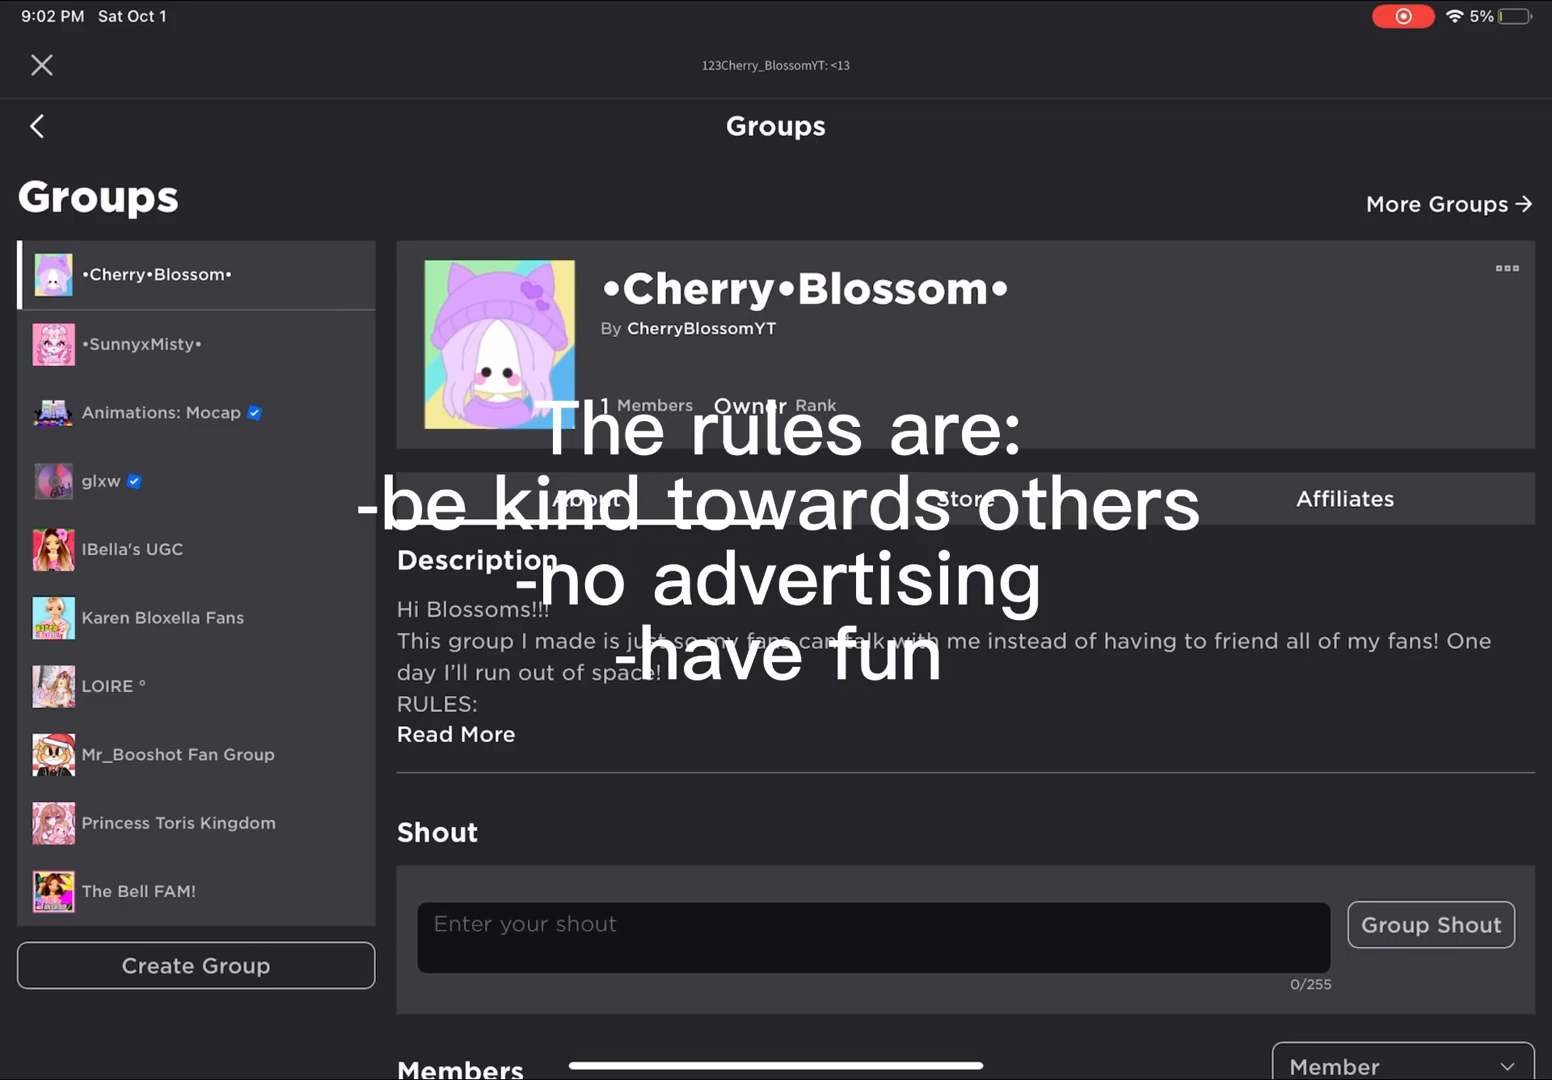 9:02 PM Sat Oct 1
5%
123Cherry_BlossomYT: <13
Groups
Groups
More Groups →
•Cherry•Blossom•
•SunnyxMisty•
Animations: Mocap
glxw
IBella's UGC
Karen Bloxella Fans
LOIRE °
Mr_Booshot Fan Group
Princess Toris Kingdom
The Bell FAM!
Create Group
•Cherry•Blossom•
By CherryBlossomYT
1 Members Owner Rank
The rules are:
-be kind towards others
-no advertising
-have fun
About Store Affiliates
Description
Hi Blossoms!!!
This group I made is just so my fans can talk with me instead of having to friend all of my fans! One
day I'll run out of space!
RULES:
Read More
Shout
Enter your shout
Group Shout
0/255
Members
Member